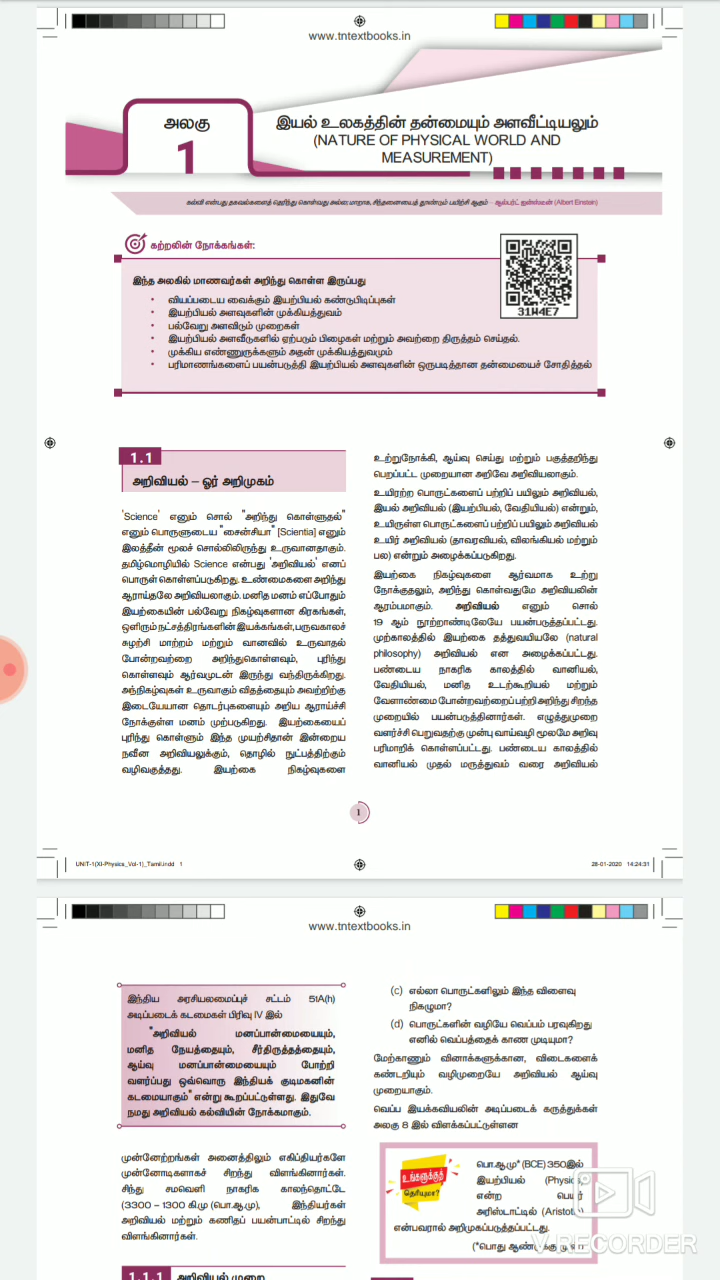 www.tntextbooks.in
அலகு
1
இயல் உலகத்தின் தன்மையும் அளவீட்டியலும்
(NATURE OF PHYSICAL WORLD AND
MEASUREMENT)
கல்வி என்பது தகவல்களைத் தெரிந்து கொள்வது அல்ல; மாறாக, சிந்தனையைத் தூண்டும் பயிற்சி ஆகும் – ஆல்பர்ட் ஐன்ஸ்டீன் (Albert Einstein)
கற்றலின் நோக்கங்கள்:
இந்த அலகில் மாணவர்கள் அறிந்து கொள்ள இருப்பது
• வியப்படைய வைக்கும் இயற்பியல் கண்டுபிடிப்புகள்
• இயற்பியல் அளவுகளின் முக்கியத்துவம்
• பல்வேறு அளவிடும் முறைகள்
• இயற்பியல் அளவீடுகளில் ஏற்படும் பிழைகள் மற்றும் அவற்றை திருத்தம் செய்தல்.
• முக்கிய எண்ணுருக்களும் அதன் முக்கியத்துவமும்
• பரிமாணங்களைப் பயன்படுத்தி இயற்பியல் அளவுகளின் ஒருபடித்தான தன்மையைச் சோதித்தல்
31W4E7
1.1
அறிவியல் – ஓர் அறிமுகம்
'Science' எனும் சொல் "அறிந்து கொள்ளுதல்"
எனும் பொருளுடைய "சைன்சியா" [Scientia] எனும்
இலத்தீன் மூலச் சொல்லிலிருந்து உருவானதாகும்.
தமிழ்மொழியில் Science என்பது 'அறிவியல்' எனப்
பொருள் கொள்ளப்படுகிறது. உண்மைகளை அறிந்து
ஆராய்தலே அறிவியலாகும். மனித மனம் எப்போதும்
இயற்கையின் பல்வேறு நிகழ்வுகளான கிரகங்கள்,
ஒளிரும் நட்சத்திரங்களின் இயக்கங்கள், பருவகாலச்
சுழற்சி மாற்றம் மற்றும் வானவில் உருவாதல்
போன்றவற்றை அறிந்துகொள்ளவும், புரிந்து
கொள்ளவும் ஆர்வமுடன் இருந்து வந்திருக்கிறது.
அந்நிகழ்வுகள் உருவாகும் விதத்தையும் அவற்றிற்கு
இடையேயான தொடர்புகளையும் அறிய ஆராய்ச்சி
நோக்குள்ள மனம் முற்படுகிறது. இயற்கையைப்
புரிந்து கொள்ளும் இந்த முயற்சிதான் இன்றைய
நவீன அறிவியலுக்கும், தொழில் நுட்பத்திற்கும்
வழிவகுத்தது. இயற்கை நிகழ்வுகளை
உற்றுநோக்கி, ஆய்வு செய்து மற்றும் பகுத்தறிந்து
பெறப்பட்ட முறையான அறிவே அறிவியலாகும்.
உயிரற்ற பொருட்களைப் பற்றிப் பயிலும் அறிவியல்,
இயல் அறிவியல் (இயற்பியல், வேதியியல்) என்றும்,
உயிருள்ள பொருட்களைப் பற்றிப் பயிலும் அறிவியல்
உயிர் அறிவியல் (தாவரவியல், விலங்கியல் மற்றும்
பல) என்றும் அழைக்கப்படுகிறது.
இயற்கை நிகழ்வுகளை ஆர்வமாக உற்று
நோக்குதலும், அறிந்து கொள்வதுமே அறிவியலின்
ஆரம்பமாகும். அறிவியல் எனும் சொல்
19 ஆம் நூற்றாண்டிலேயே பயன்படுத்தப்பட்டது.
முற்காலத்தில் இயற்கை தத்துவயியலே (natural
philosophy) அறிவியல் என அழைக்கப்பட்டது.
பண்டைய நாகரிக காலத்தில் வானியல்,
வேதியியல், மனித உடற்கூறியல் மற்றும்
வேளாண்மை போன்றவற்றைப் பற்றி அறிந்து சிறந்த
முறையில் பயன்படுத்தினார்கள். எழுத்துமுறை
வளர்ச்சி பெறுவதற்கு முன்பு வாய்வழி மூலமே அறிவு
பரிமாறிக் கொள்ளப்பட்டது. பண்டைய காலத்தில்
வானியல் முதல் மருத்துவம் வரை அறிவியல்
1
UNIT-1(XI-Physics_Vol-1)_Tamil.indd 1
28-01-2020 14:24:31
www.tntextbooks.in
இந்திய அரசியலமைப்புச் சட்டம் 51A(h)
அடிப்படைக் கடமைகள் பிரிவு IV இல்
"அறிவியல் மனப்பான்மையையும்,
மனித நேயத்தையும், சீர்திருத்தத்தையும்,
ஆய்வு மனப்பான்மையையும் போற்றி
வளர்ப்பது ஒவ்வொரு இந்தியக் குடிமகனின்
கடமையாகும்" என்று கூறப்பட்டுள்ளது. இதுவே
நமது அறிவியல் கல்வியின் நோக்கமாகும்.
முன்னேற்றங்கள் அனைத்திலும் எகிப்தியர்களே
முன்னோடிகளாகச் சிறந்து விளங்கினார்கள்.
சிந்து சமவெளி நாகரிக காலந்தொட்டே
(3300 – 1300 கி.மு (பொ.ஆ.மு), இந்தியர்கள்
அறிவியல் மற்றும் கணிதப் பயன்பாட்டில் சிறந்து
விளங்கினார்கள்.
1.1.1 அறிவியல் முறை
(c) எல்லா பொருட்களிலும் இந்த விளைவு
நிகழுமா?
(d) பொருட்களின் வழியே வெப்பம் பரவுகிறது
எனில் வெப்பத்தைக் காண முடியுமா?
மேற்காணும் வினாக்களுக்கான, விடைகளைக்
கண்டறியும் வழிமுறையே அறிவியல் ஆய்வு
முறையாகும்.
வெப்ப இயக்கவியலின் அடிப்படைக் கருத்துக்கள்
அலகு 8 இல் விளக்கப்பட்டுள்ளன
உங்களுக்குத்
தெரியுமா?
பொ.ஆ.மு* (BCE) 350இல்
இயற்பியல் (Physics)
என்ற பெயர்
அரிஸ்டாட்டில் (Aristotle)
என்பவரால் அறிமுகப்படுத்தப்பட்டது.
(*பொது ஆண்டுக்கு முன்)
V RECORDER